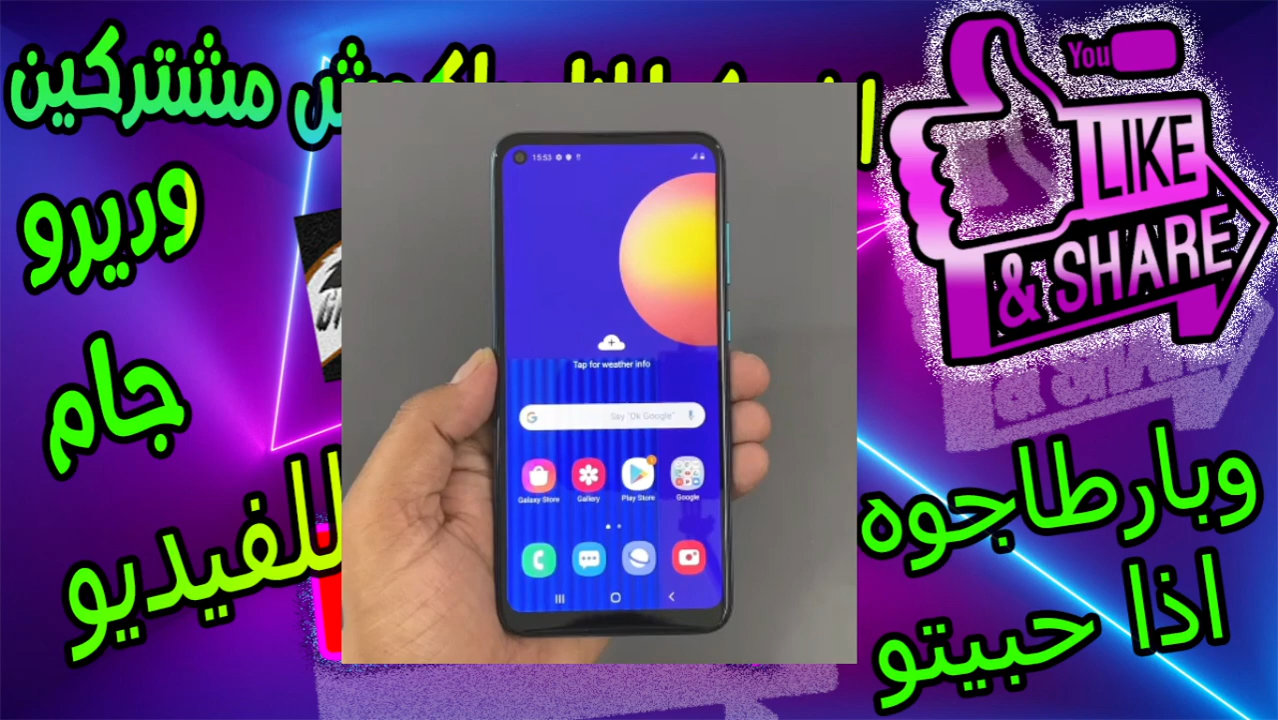 مشتركين
وديرو
جام
للفيديو
You
LIKE
& SHARE
وبارطاجوه
اذا حبيتو
15:53
Tap for weather info
Say "Ok Google"
Galaxy Store
Gallery
Play Store
Google